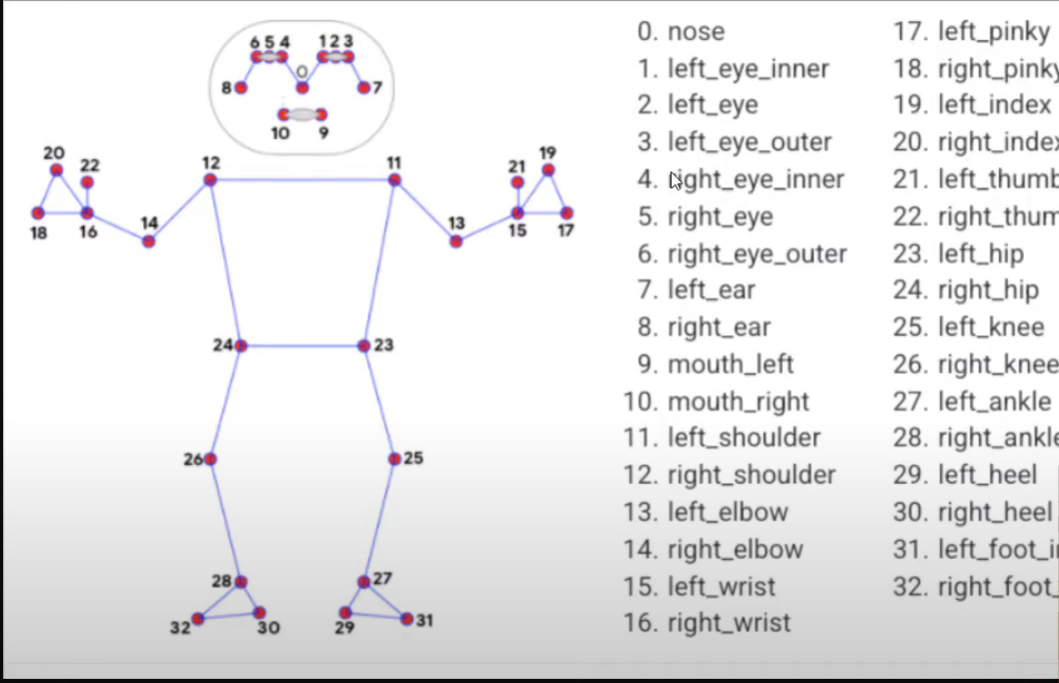 6 5 4 1 2 3
0
8 7
10 9
20 22 12 11 21 19
18 16 14 13 15 17
24 23
26 25
28 27
32 30 29 31
0. nose
1. left_eye_inner
2. left_eye
3. left_eye_outer
4. right_eye_inner
5. right_eye
6. right_eye_outer
7. left_ear
8. right_ear
9. mouth_left
10. mouth_right
11. left_shoulder
12. right_shoulder
13. left_elbow
14. right_elbow
15. left_wrist
16. right_wrist
17. left_pinky
18. right_pinky
19. left_index
20. right_index
21. left_thumb
22. right_thum
23. left_hip
24. right_hip
25. left_knee
26. right_knee
27. left_ankle
28. right_ankle
29. left_heel
30. right_heel
31. left_foot_i
32. right_foot_